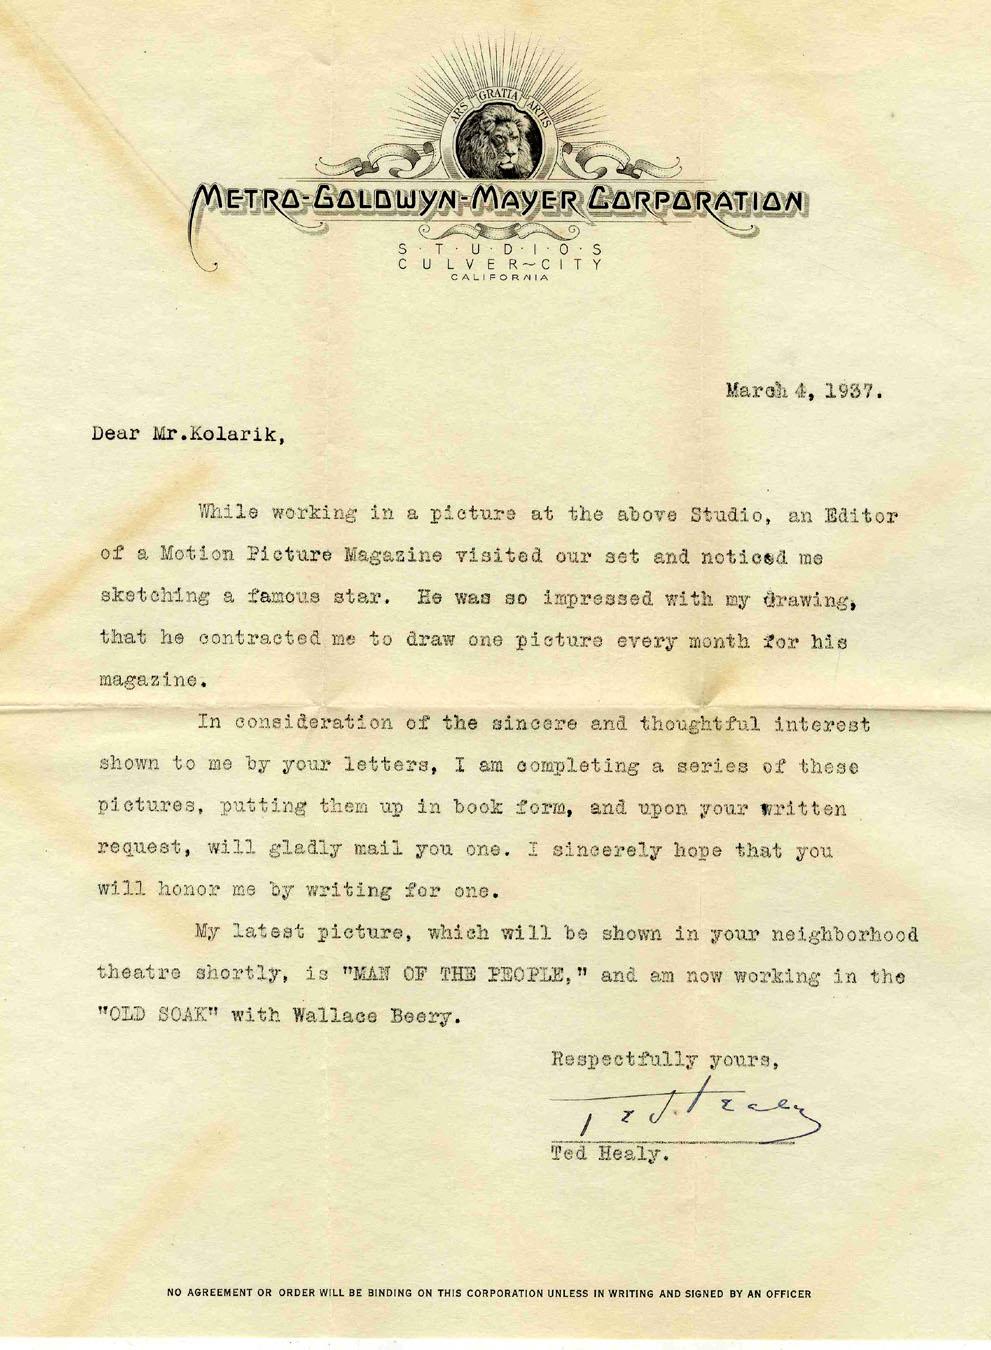 ARS GRATIA ARTIS
METRO-GOLDWYN-MAYER CORPORATION
S·T·U·D·I·O·S
CULVER~CITY
CALIFORNIA
March 4, 1937.
Dear Mr.Kolarik,
While working in a picture at the above Studio, an Editor
of a Motion Picture Magazine visited our set and noticed me
sketching a famous star. He was so impressed with my drawing,
that he contracted me to draw one picture every month for his
magazine.
In consideration of the sincere and thoughtful interest
shown to me by your letters, I am completing a series of these
pictures, putting them up in book form, and upon your written
request, will gladly mail you one. I sincerely hope that you
will honor me by writing for one.
My latest picture, which will be shown in your neighborhood
theatre shortly, is "MAN OF THE PEOPLE," and am now working in the
"OLD SOAK" with Wallace Beery.
Respectfully yours,
Ted Healy
Ted Healy.
NO AGREEMENT OR ORDER WILL BE BINDING ON THIS CORPORATION UNLESS IN WRITING AND SIGNED BY AN OFFICER